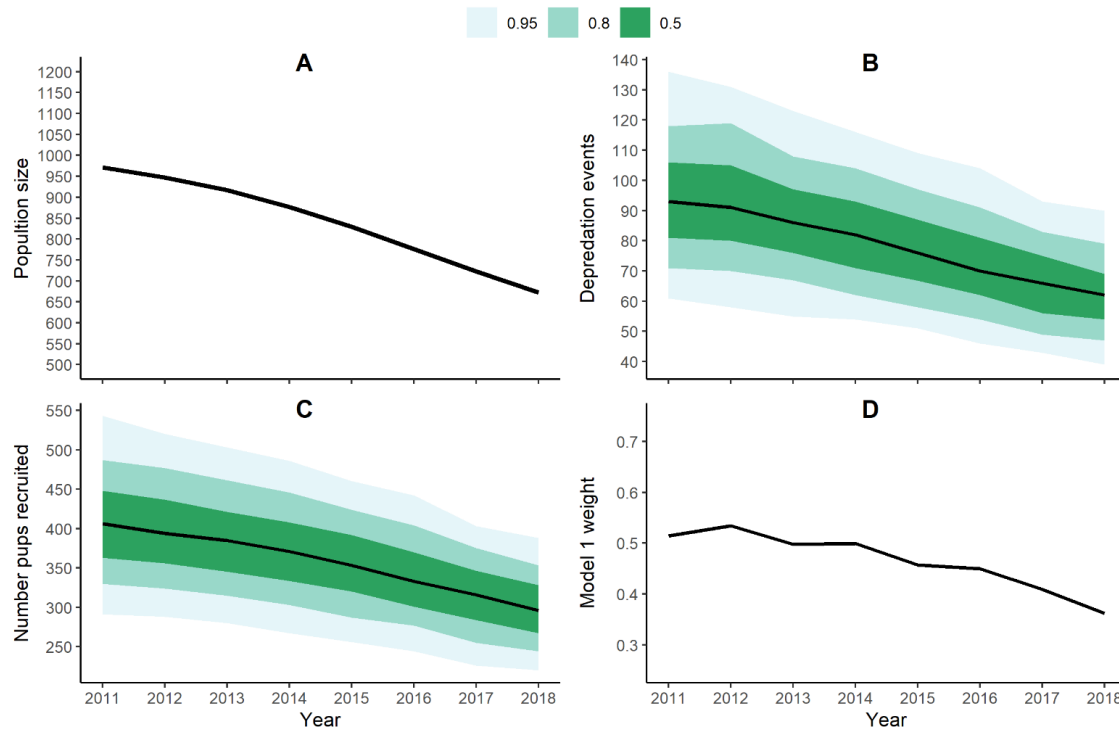 0.95 0.8 0.5
A
Popultion size
1200
1150
1100
1050
1000
950
900
850
800
750
700
650
600
550
500
B
Depredation events
140
130
120
110
100
90
80
70
60
50
40
C
Number pups recruited
550
500
450
400
350
300
250
2011 2012 2013 2014 2015 2016 2017 2018
Year
D
Model 1 weight
0.7
0.6
0.5
0.4
0.3
2011 2012 2013 2014 2015 2016 2017 2018
Year